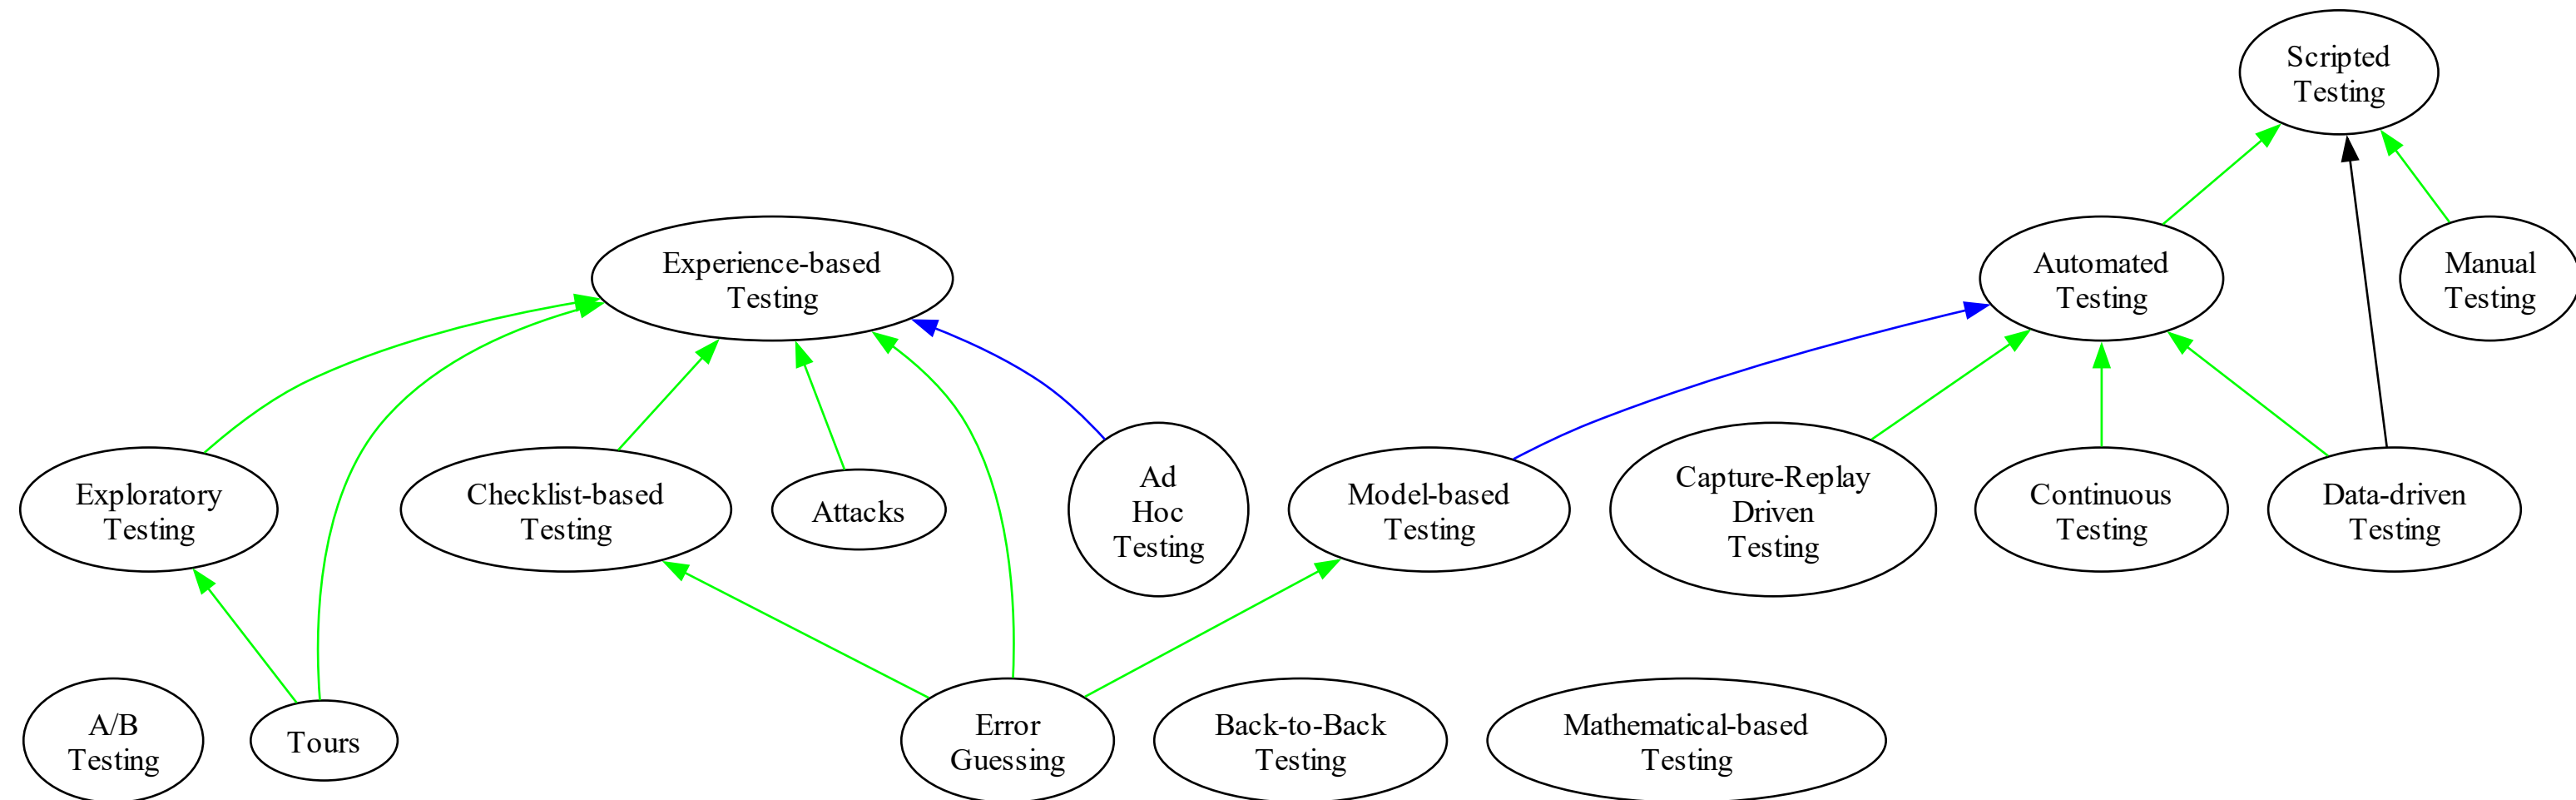 Scripted
Testing
Experience-based
Testing
Automated
Testing
Manual
Testing
Exploratory
Testing
Checklist-based
Testing
Attacks
Ad
Hoc
Testing
Model-based
Testing
Capture-Replay
Driven
Testing
Continuous
Testing
Data-driven
Testing
A/B
Testing
Tours
Error
Guessing
Back-to-Back
Testing
Mathematical-based
Testing